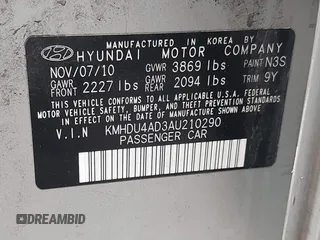 MANUFACTURED IN KOREA BY
HYUNDAI MOTOR COMPANY
NOV/07/10 GVWR 3869 lbs PAINT N3S
GAWR FRONT 2227 lbs GAWR REAR 2094 lbs TRIM 9Y
THIS VEHICLE CONFORMS TO ALL APPLICABLE U.S.A. FEDERAL
MOTOR VEHICLE SAFETY, BUMPER, AND THEFT PREVENTION
STANDARDS IN EFFECT ON THE DATE OF MANUFACTURE SHOWN ABOVE.
V.I.N KMHDU4AD3AU210290
PASSENGER CAR
DREAMBID